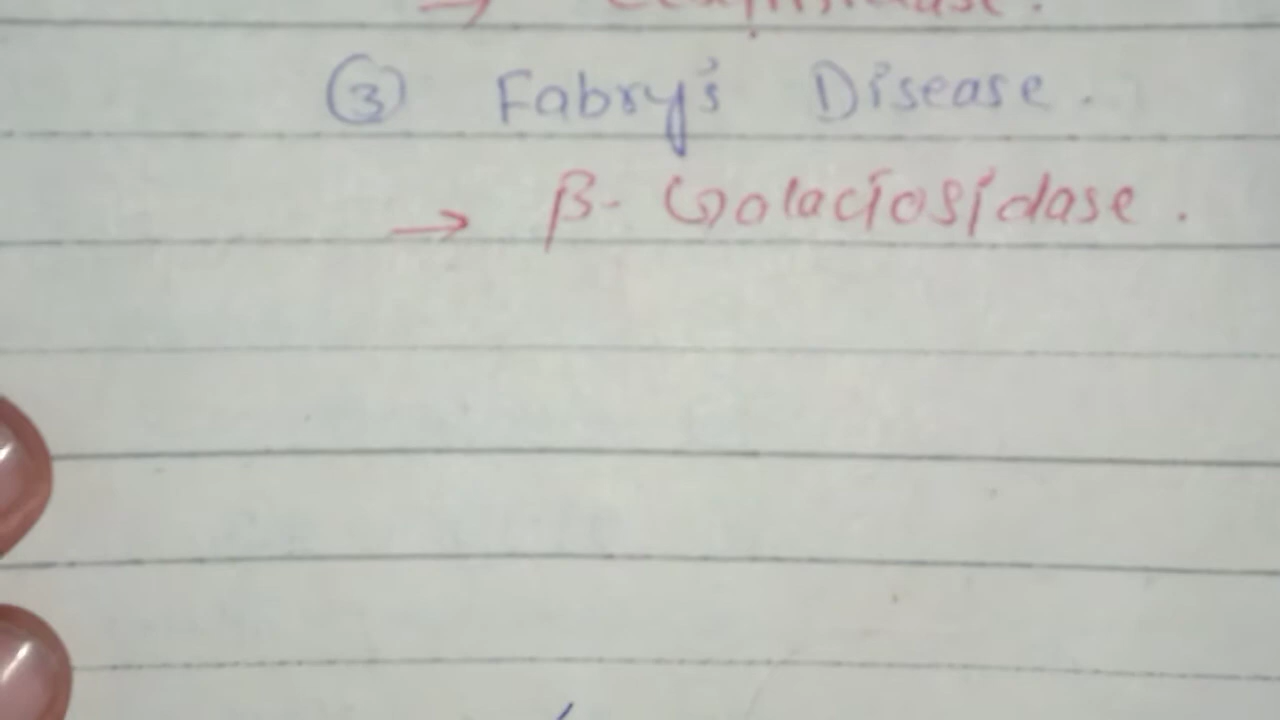 ③ Fabry's Disease.
→ β-Galactosidase.